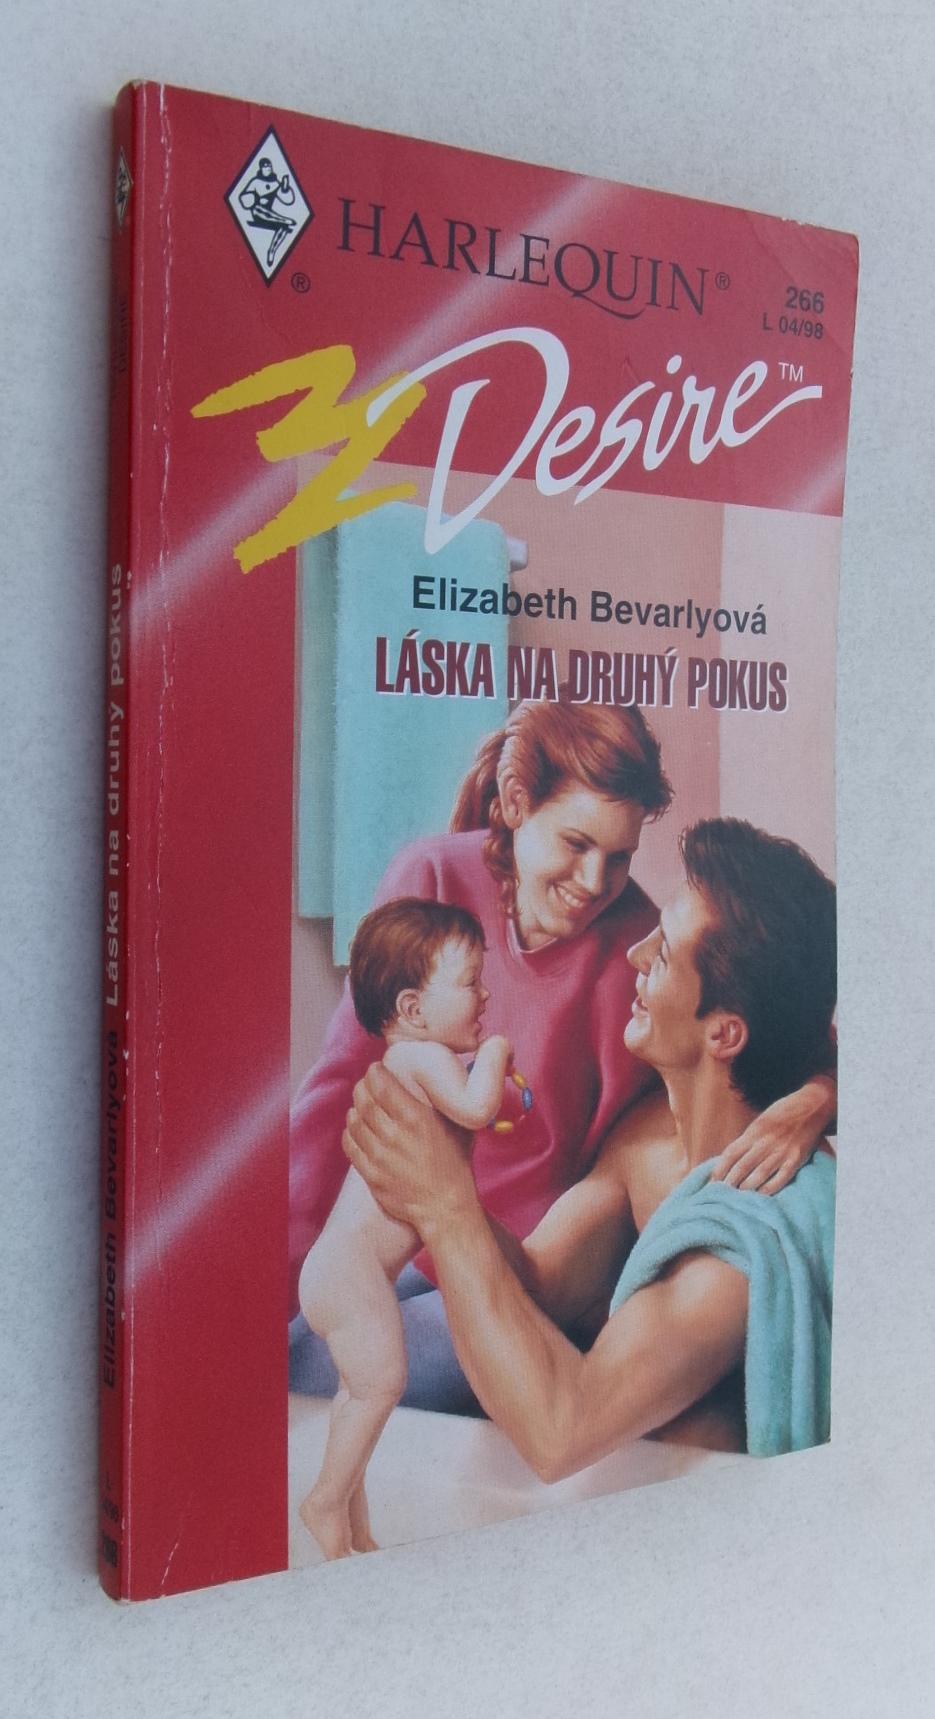 HARLEQUIN®
266
L 04/98
Desire™
Elizabeth Bevarlyová
LÁSKA NA DRUHÝ POKUS
Elizabeth Bevarlyová Láska na druhý pokus